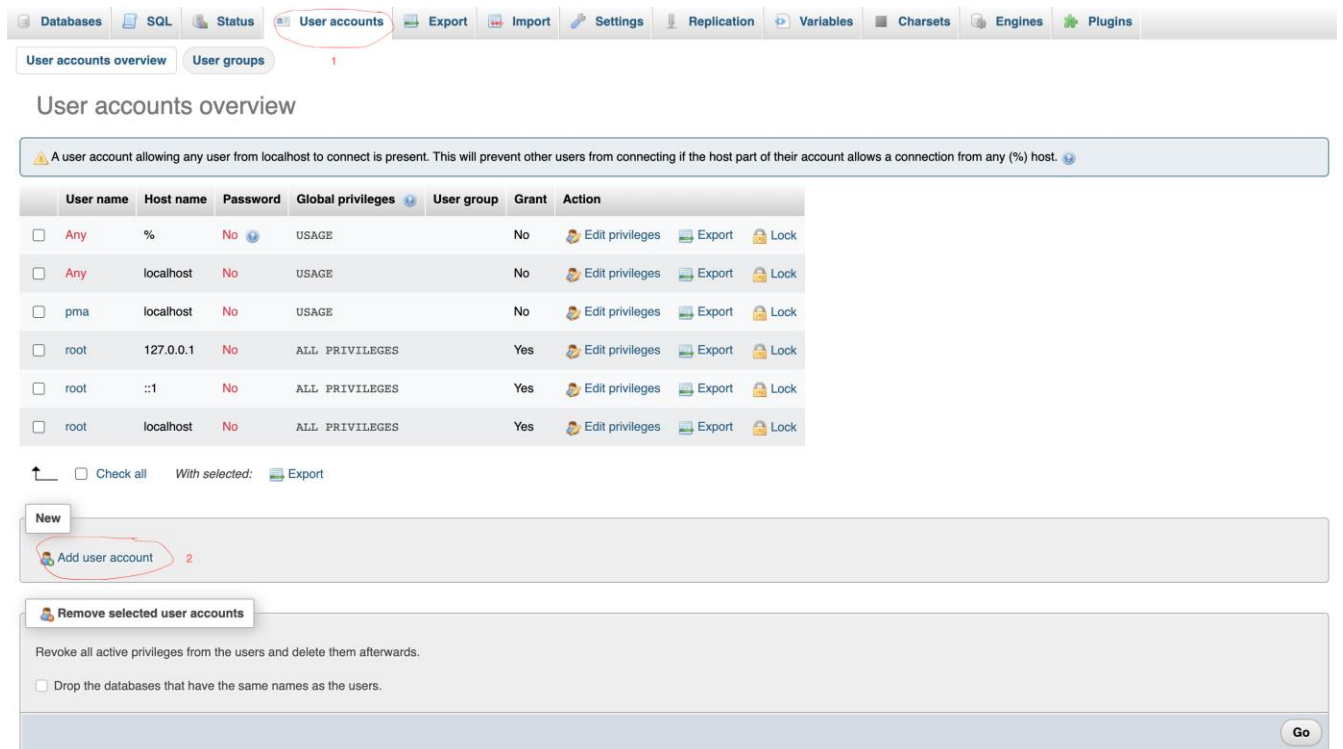 Databases SQL Status User accounts Export Import Settings Replication Variables Charsets Engines Plugins
User accounts overview User groups 1
User accounts overview
A user account allowing any user from localhost to connect is present. This will prevent other users from connecting if the host part of their account allows a connection from any (%) host.
User name Host name Password Global privileges User group Grant Action
Any % No USAGE No Edit privileges Export Lock
Any localhost No USAGE No Edit privileges Export Lock
pma localhost No USAGE No Edit privileges Export Lock
root 127.0.0.1 No ALL PRIVILEGES Yes Edit privileges Export Lock
root ::1 No ALL PRIVILEGES Yes Edit privileges Export Lock
root localhost No ALL PRIVILEGES Yes Edit privileges Export Lock
Check all With selected: Export
New
Add user account 2
Remove selected user accounts
Revoke all active privileges from the users and delete them afterwards.
Drop the databases that have the same names as the users.
Go